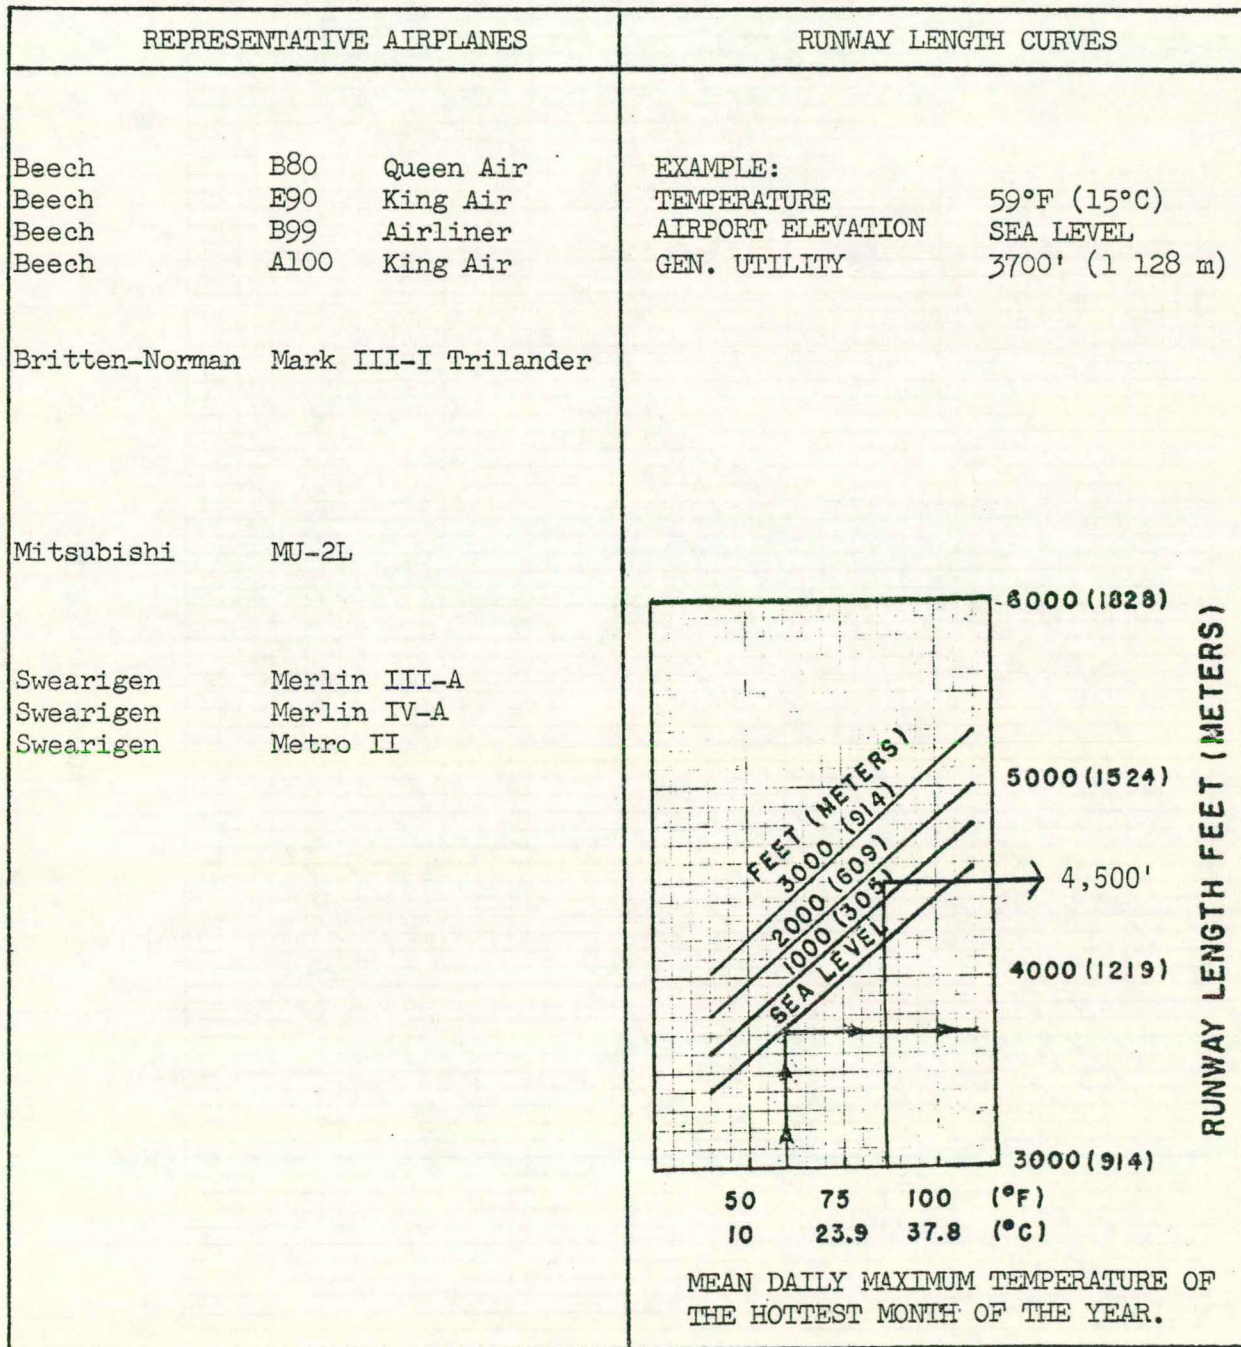 REPRESENTATIVE AIRPLANES
RUNWAY LENGTH CURVES
Beech B80 Queen Air
Beech E90 King Air
Beech B99 Airliner
Beech A100 King Air
Britten-Norman Mark III-I Trilander
Mitsubishi MU-2L
Swearigen Merlin III-A
Swearigen Merlin IV-A
Swearigen Metro II
EXAMPLE:
TEMPERATURE 59°F (15°C)
AIRPORT ELEVATION SEA LEVEL
GEN. UTILITY 3700' (1 128 m)
6000 (1828)
5000 (1524)
4,500'
4000 (1219)
3000 (914)
RUNWAY LENGTH FEET (METERS)
FEET (METERS)
3000 (914)
2000 (609)
1000 (305)
SEA LEVEL
50 75 100 (°F)
10 23.9 37.8 (°C)
MEAN DAILY MAXIMUM TEMPERATURE OF
THE HOTTEST MONTH OF THE YEAR.